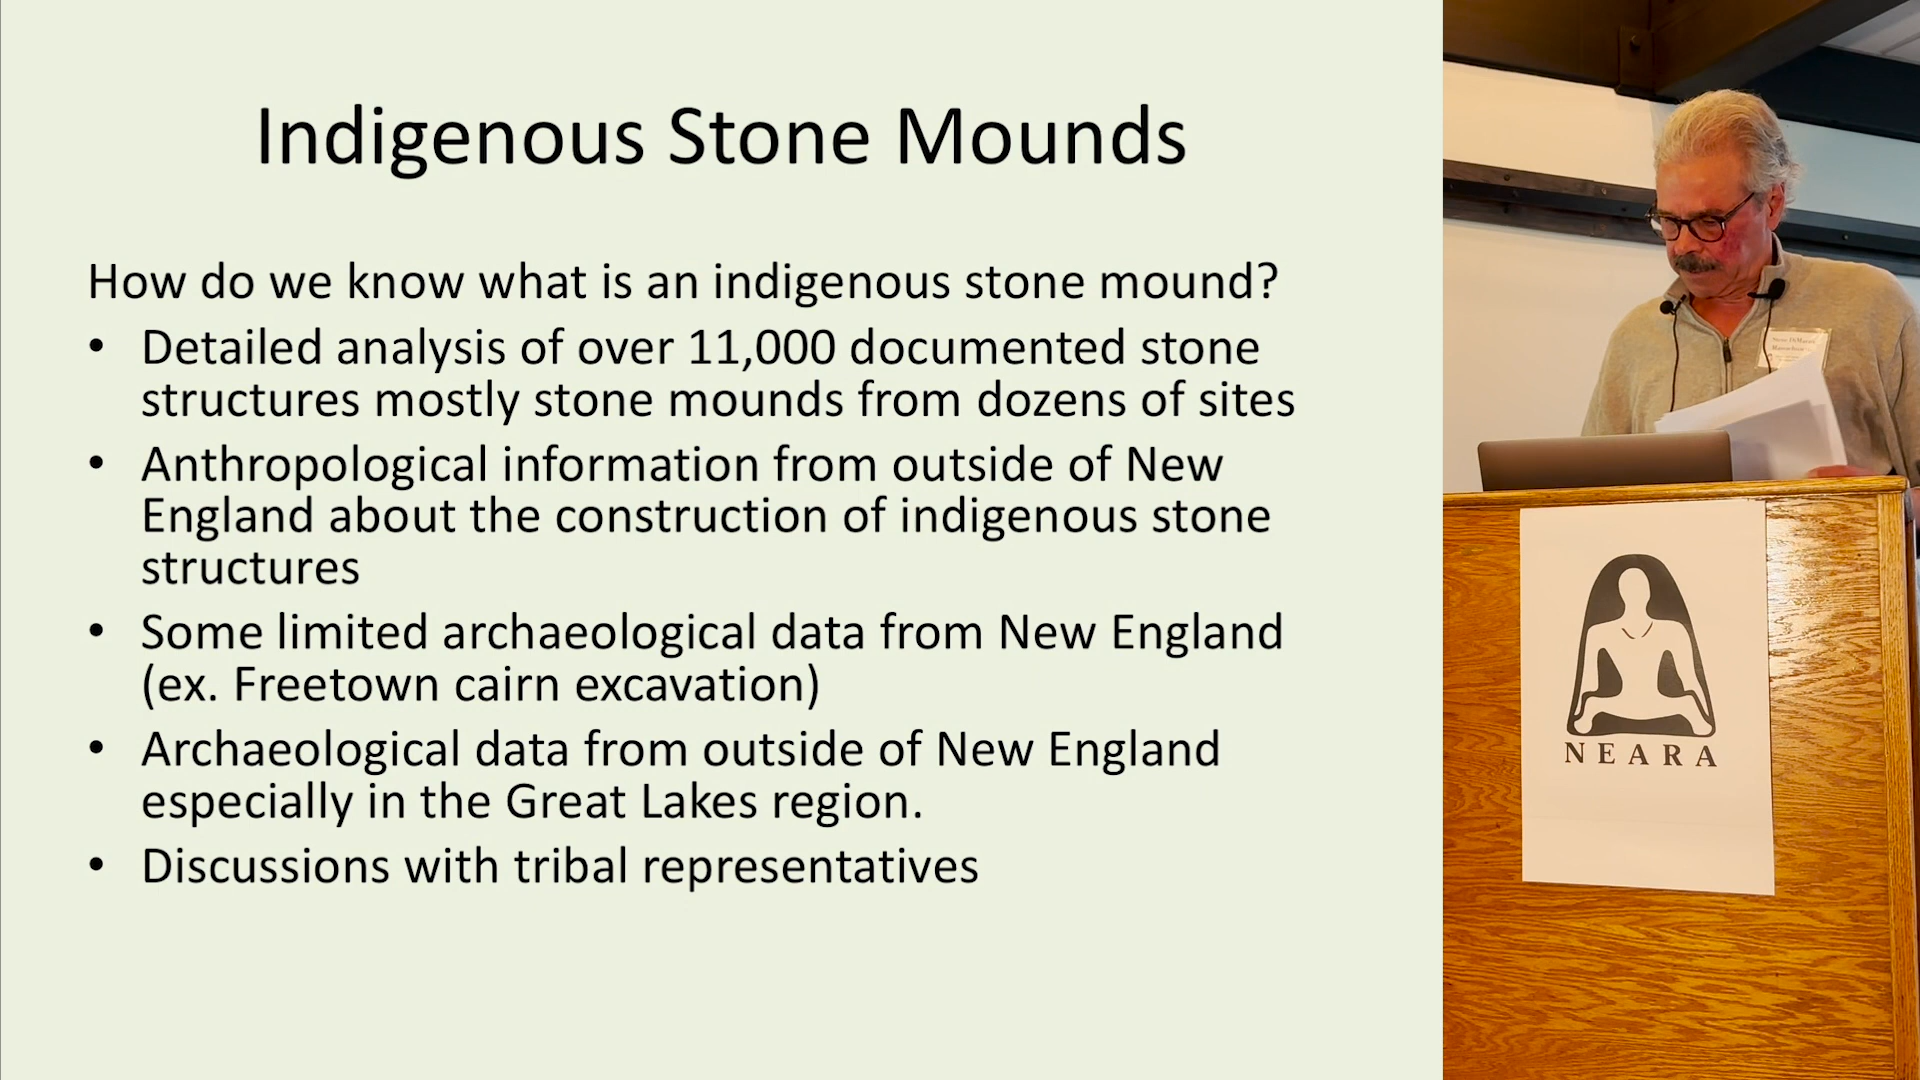 Indigenous Stone Mounds
How do we know what is an indigenous stone mound?
• Detailed analysis of over 11,000 documented stone
structures mostly stone mounds from dozens of sites
• Anthropological information from outside of New
England about the construction of indigenous stone
structures
• Some limited archaeological data from New England
(ex. Freetown cairn excavation)
• Archaeological data from outside of New England
especially in the Great Lakes region.
• Discussions with tribal representatives
NEARA